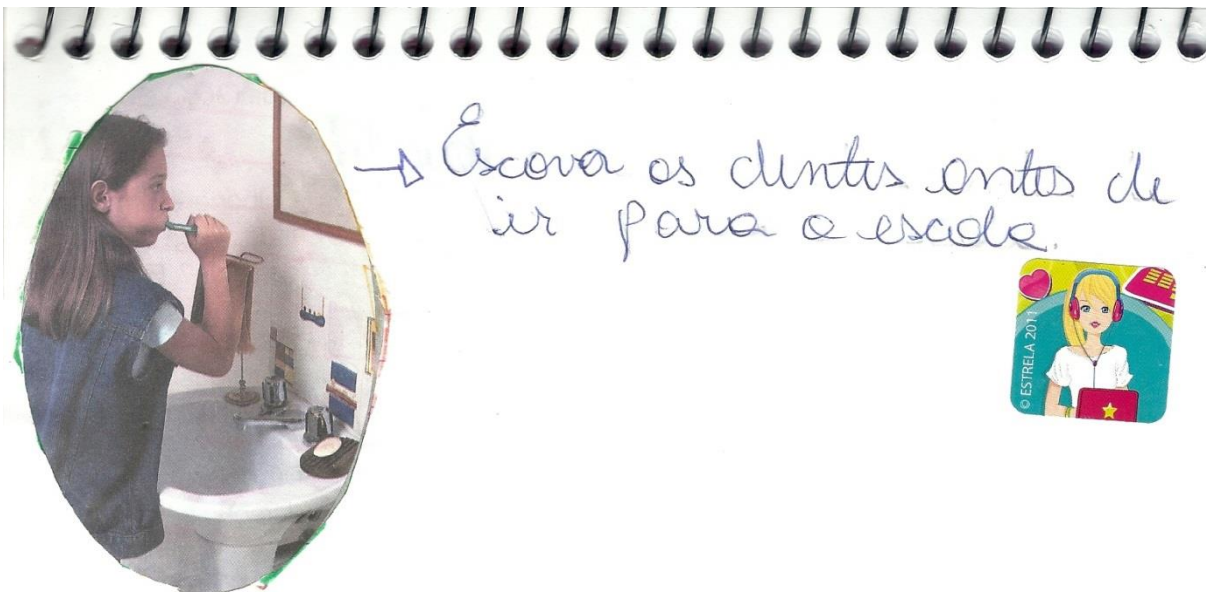 → Escova os dentes antes de
ir para a escola.
© ESTRELA 2011